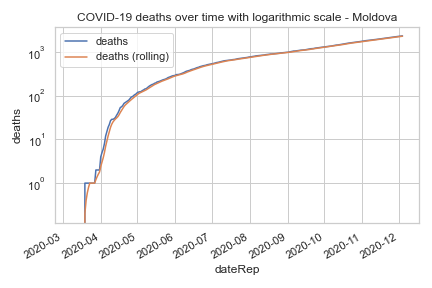 COVID-19 deaths over time with logarithmic scale - Moldova
deaths
deaths (rolling)
deaths
10³
10²
10¹
10⁰
2020-03
2020-04
2020-05
2020-06
2020-07
2020-08
2020-09
2020-10
2020-11
2020-12
dateRep